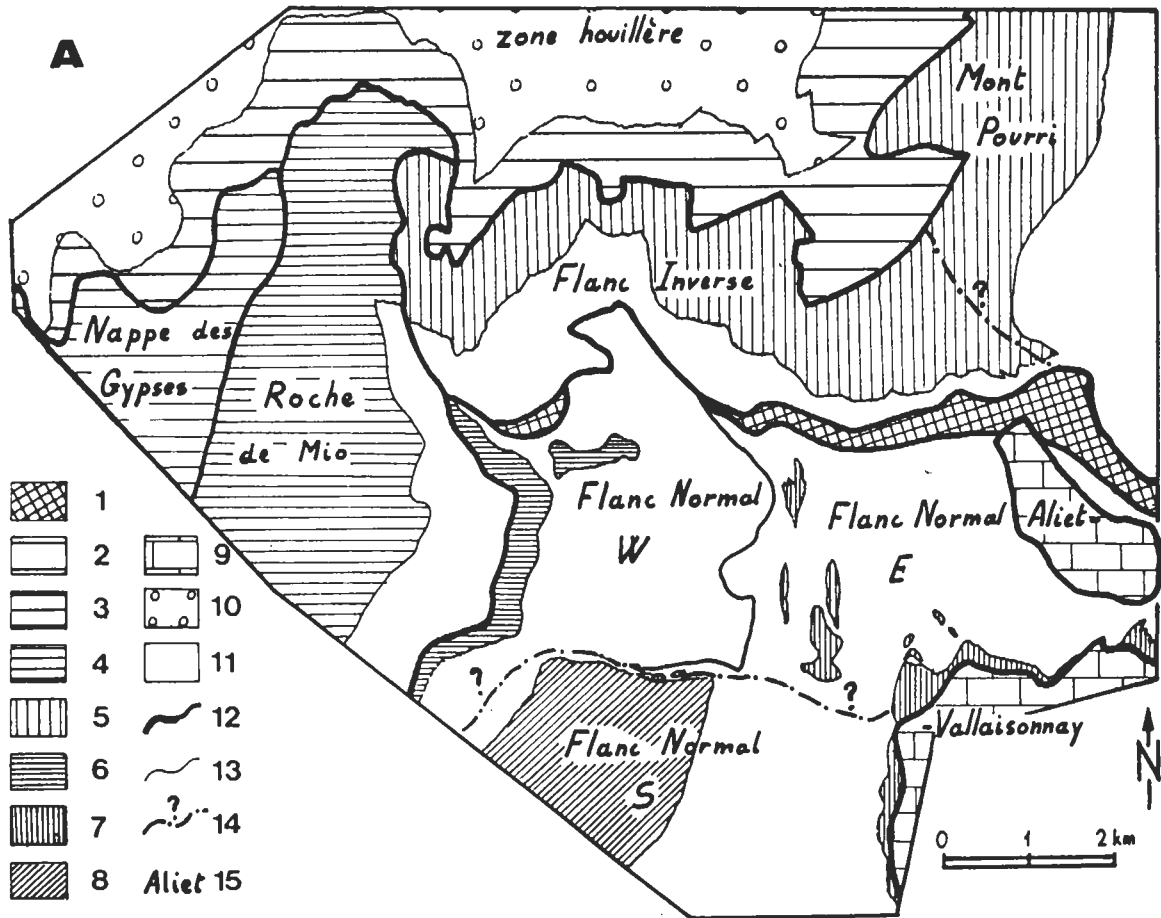 A
zone houillère
Mont
Pourri
Flanc Inverse
?
Nappe des
Gypses
Roche
de Mio
Flanc Normal
W
Flanc Normal
E
Aliet
?
?
Flanc Normal
S
Vallaisonnay
N
0 1 2 km
1
2
9
3
10
4
11
5
12
6
13
7
?
14
8
Aliet 15